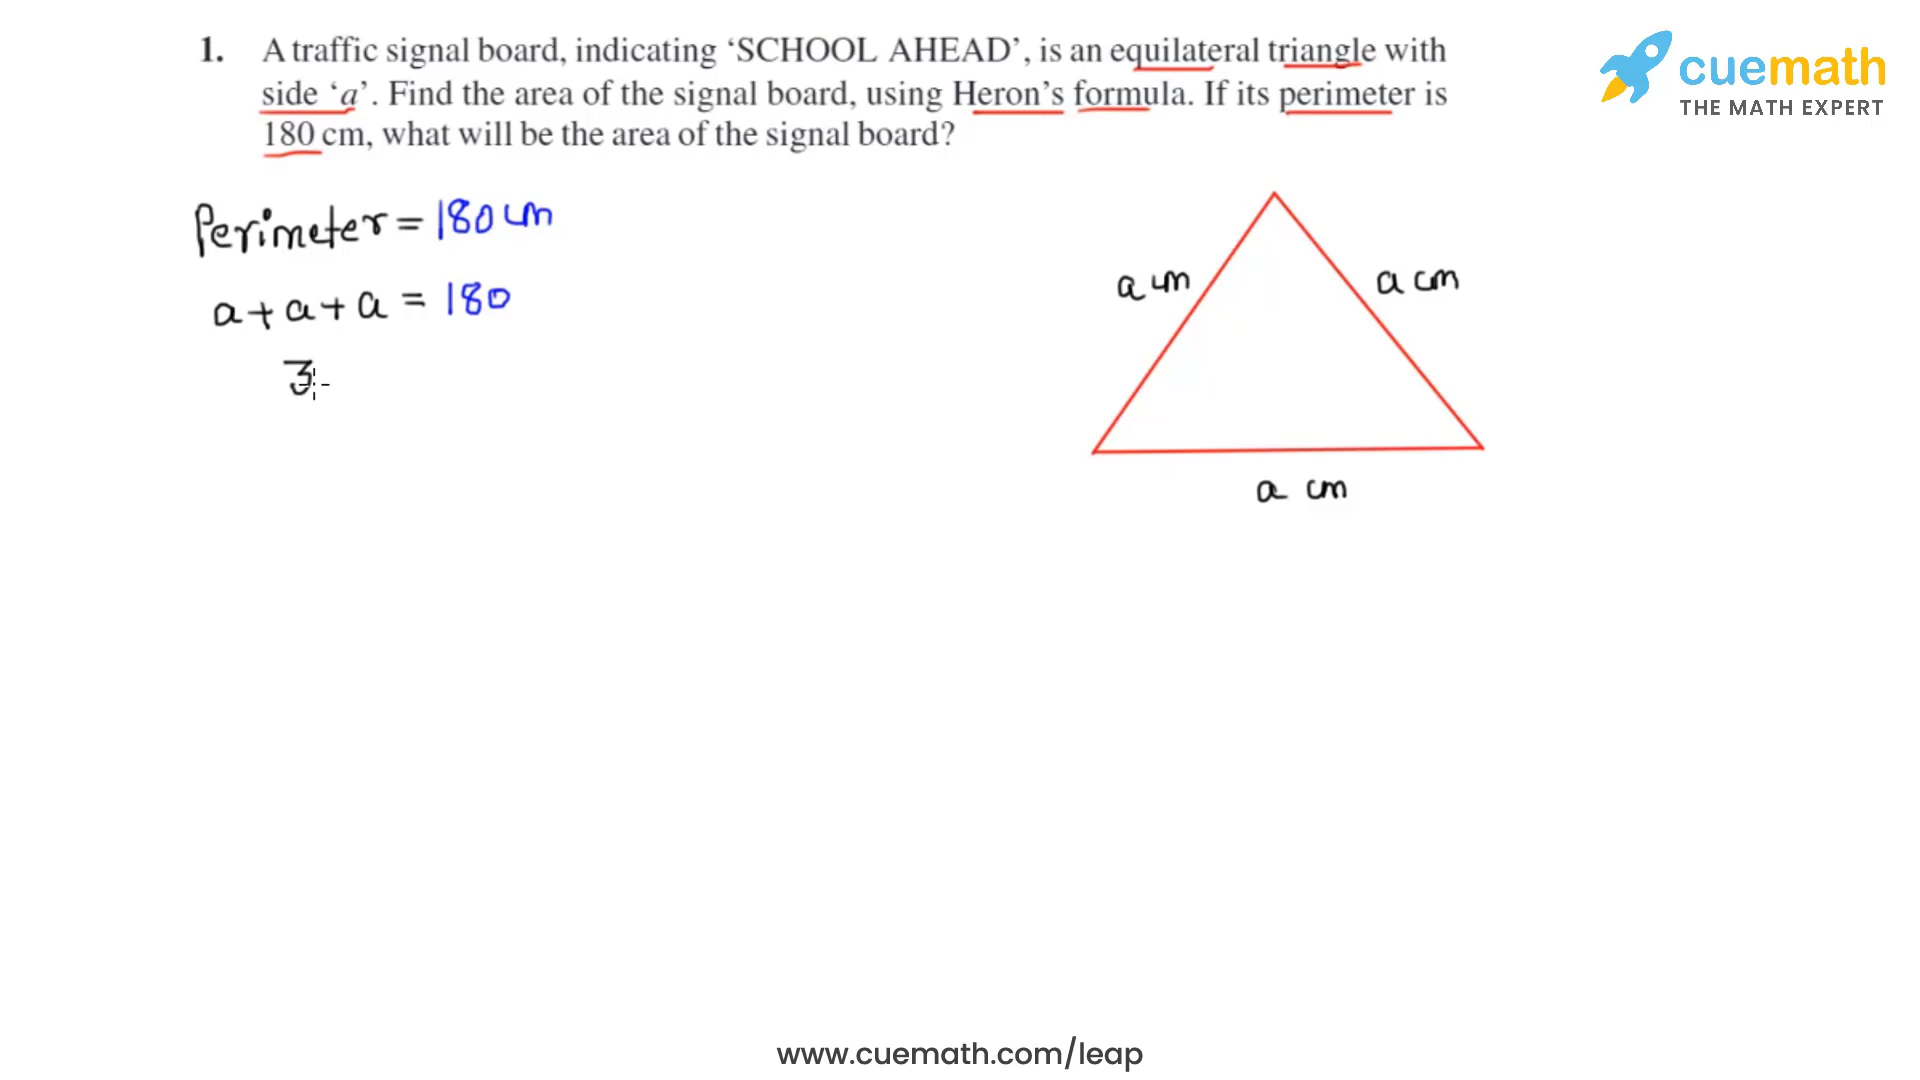 1. A traffic signal board, indicating ‘SCHOOL AHEAD’, is an equilateral triangle with
side ‘a’. Find the area of the signal board, using Heron’s formula. If its perimeter is
180 cm, what will be the area of the signal board?
cuemath
THE MATH EXPERT
Perimeter = 180 cm
a + a + a = 180
3
a cm
a cm
a cm
www.cuemath.com/leap